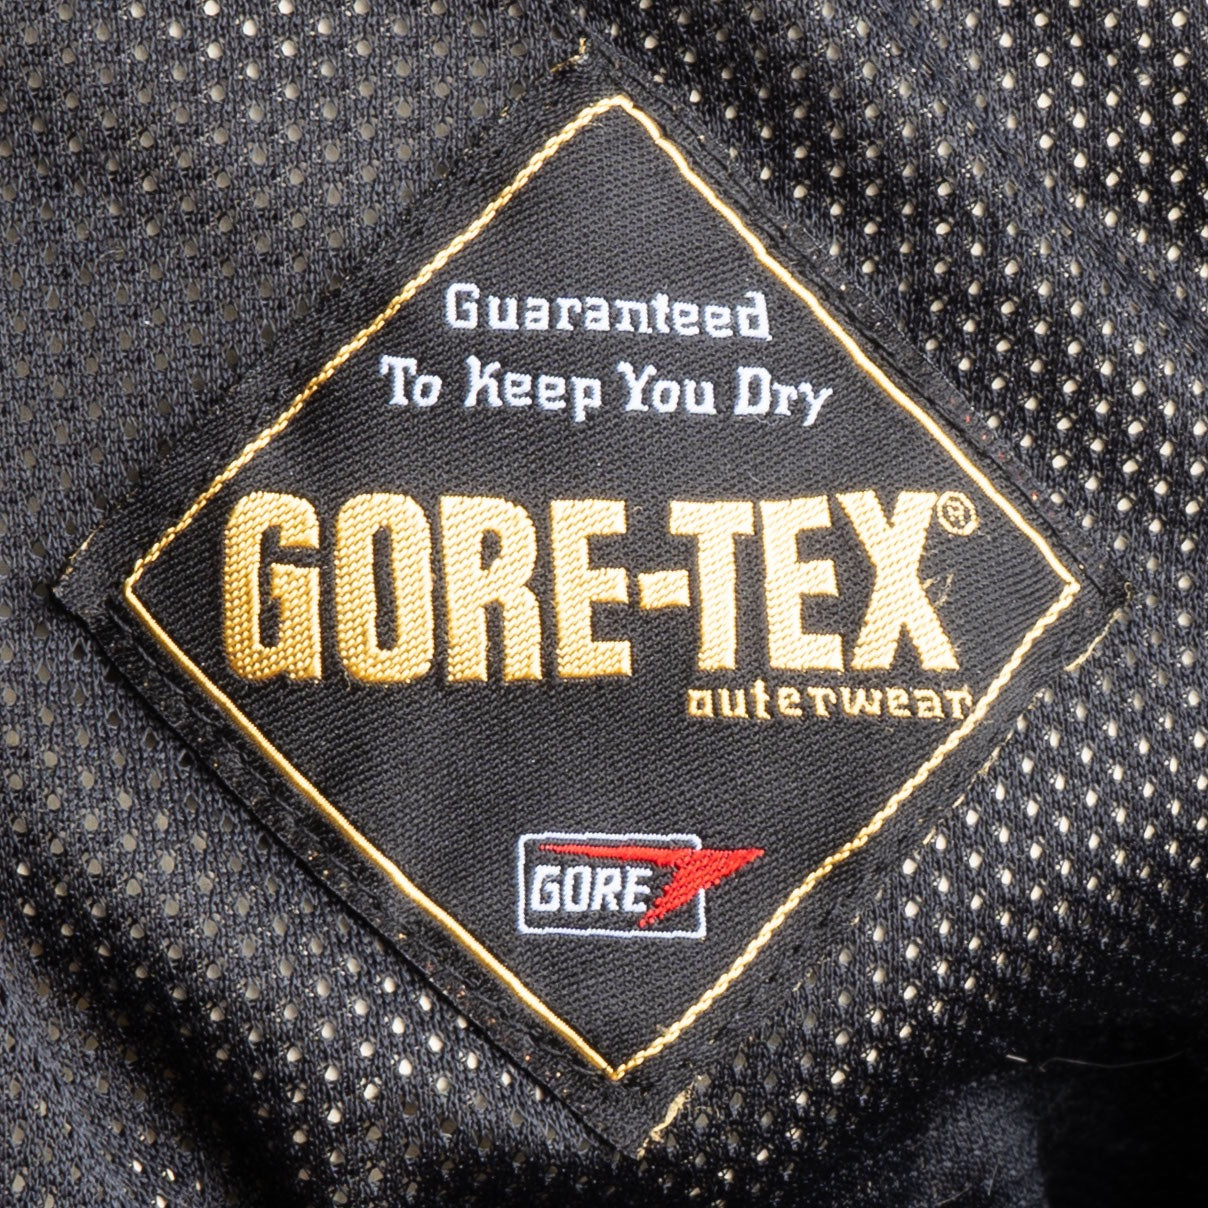 Guaranteed
To Keep You Dry
GORE-TEX®
outerwear
GORE